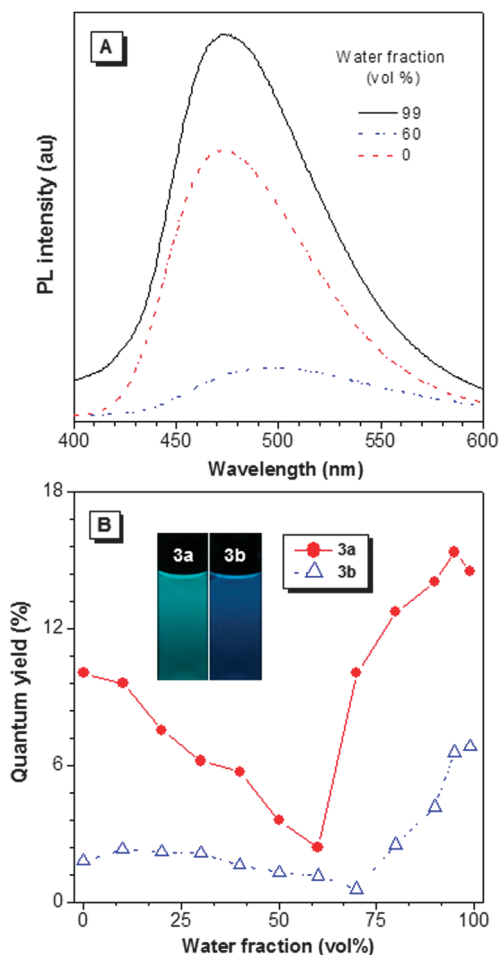 A
Water fraction
(vol %)
99
60
0
PL intensity (au)
400 450 500 550 600
Wavelength (nm)
B
3a 3b
3a
3b
18
12
6
0
Quantum yield (%)
0 25 50 75 100
Water fraction (vol%)